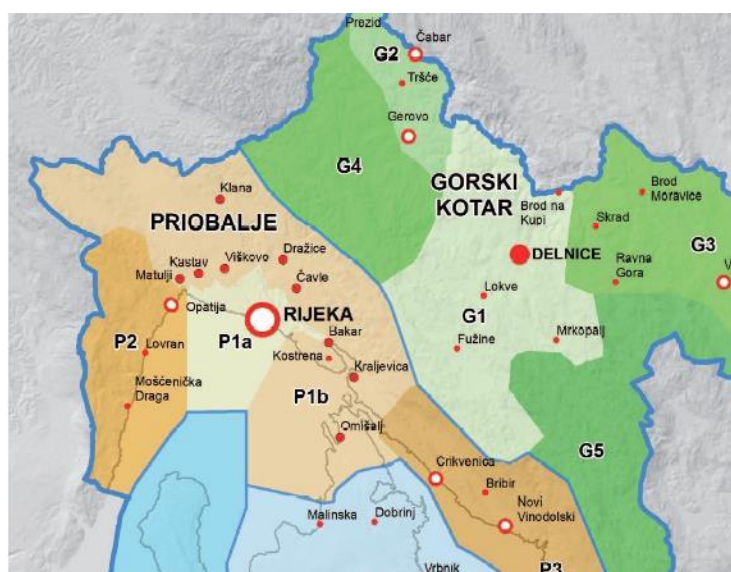 Prezid
Čabar
G2
Tršće
Gerovo
G4
GORSKI
KOTAR
Brod na
Kupi
Brod
Moravice
Skrad
G3
Klana
PRIOBALJE
Dražice
DELNICE
Ravna
Gora
V
Kastav
Viškovo
Matulji
Čavle
Lokve
Opatija
RIJEKA
G1
Mrkopalj
P2
P1a
Bakar
Fužine
Lovran
Kostrena
Kraljevica
Mošćenička
Draga
P1b
Omišalj
G5
Crikvenica
Bribir
Novi
Vinodolski
Malinska
Dobrinj
Vrbnik
P3